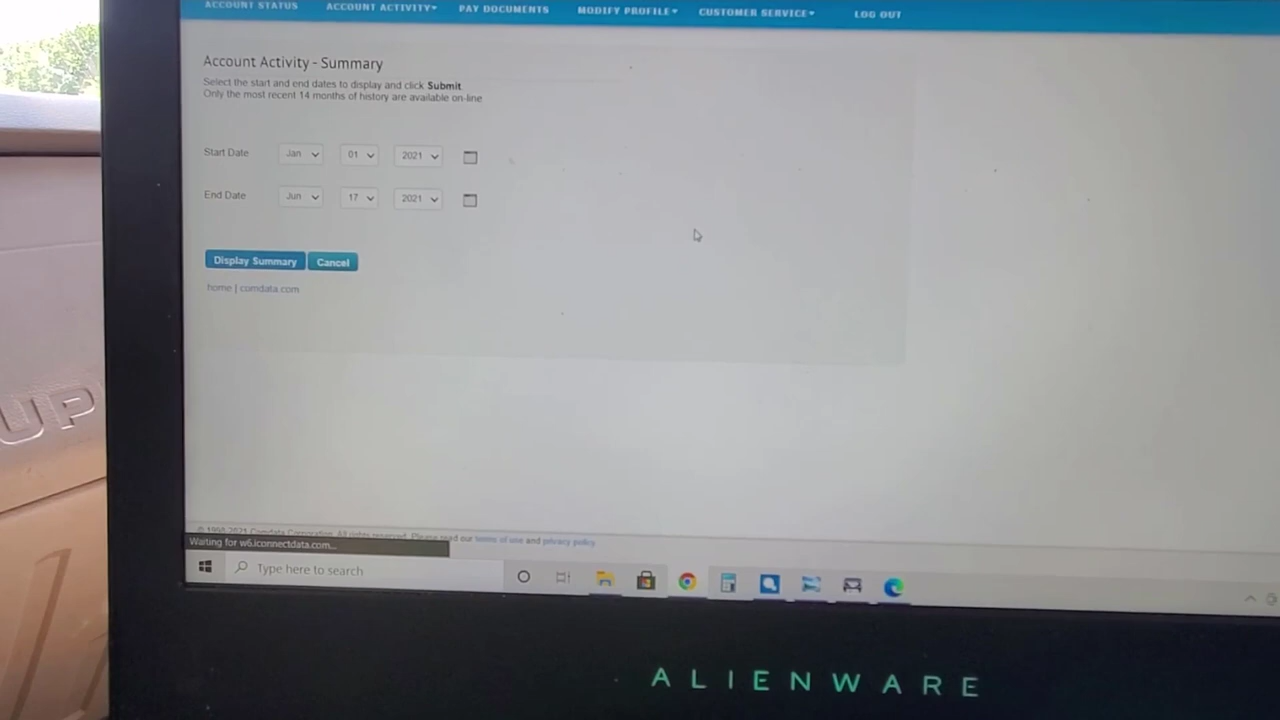 ACCOUNT STATUS ACCOUNT ACTIVITY PAY DOCUMENTS MODIFY PROFILE CUSTOMER SERVICE LOG OUT
Account Activity - Summary
Select the start and end dates to display and click Submit.
Only the most recent 14 months of history are available on-line
Start Date Jan 01 2021
End Date Jun 17 2021
Display Summary Cancel
home | comdata.com
© 1998-2021 Comdata Corporation. All rights reserved. Please read our terms of use and privacy policy.
Waiting for w6.iconnectdata.com...
Type here to search
UP
ALIENWARE